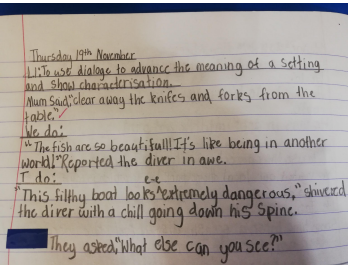 Thursday 19th November
LI: To use dialoge to advance the meaning of a setting
and show characterisation.
Mum said, "clear away the knifes and forks from the
table."
We do:
"The fish are so beautifull! It's like being in another
world!" Reported the diver in awe.
I do:
e-e
"This filthy boat looks extremely dangerous," shivered
the diver with a chill going down his spine.
They asked, "What else can you see?"